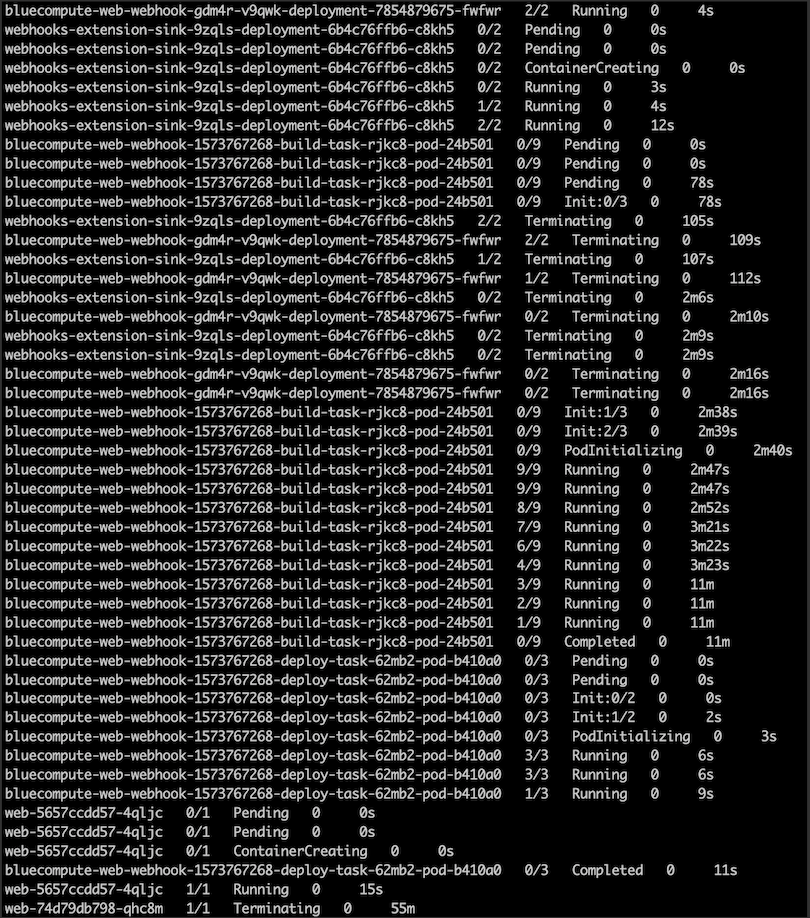 bluecompute-web-webhook-gdm4r-v9qwk-deployment-7854879675-fwfwr   2/2   Running   0     4s
webhooks-extension-sink-9zqls-deployment-6b4c76ffb6-c8kh5   0/2   Pending   0     0s
webhooks-extension-sink-9zqls-deployment-6b4c76ffb6-c8kh5   0/2   Pending   0     0s
webhooks-extension-sink-9zqls-deployment-6b4c76ffb6-c8kh5   0/2   ContainerCreating   0     0s
webhooks-extension-sink-9zqls-deployment-6b4c76ffb6-c8kh5   0/2   Running   0     3s
webhooks-extension-sink-9zqls-deployment-6b4c76ffb6-c8kh5   1/2   Running   0     4s
webhooks-extension-sink-9zqls-deployment-6b4c76ffb6-c8kh5   2/2   Running   0     12s
bluecompute-web-webhook-1573767268-build-task-rjkc8-pod-24b501   0/9   Pending   0     0s
bluecompute-web-webhook-1573767268-build-task-rjkc8-pod-24b501   0/9   Pending   0     0s
bluecompute-web-webhook-1573767268-build-task-rjkc8-pod-24b501   0/9   Pending   0     78s
bluecompute-web-webhook-1573767268-build-task-rjkc8-pod-24b501   0/9   Init:0/3   0     78s
webhooks-extension-sink-9zqls-deployment-6b4c76ffb6-c8kh5   2/2   Terminating   0     105s
bluecompute-web-webhook-gdm4r-v9qwk-deployment-7854879675-fwfwr   2/2   Terminating   0     109s
webhooks-extension-sink-9zqls-deployment-6b4c76ffb6-c8kh5   1/2   Terminating   0     107s
bluecompute-web-webhook-gdm4r-v9qwk-deployment-7854879675-fwfwr   1/2   Terminating   0     112s
webhooks-extension-sink-9zqls-deployment-6b4c76ffb6-c8kh5   0/2   Terminating   0     2m6s
bluecompute-web-webhook-gdm4r-v9qwk-deployment-7854879675-fwfwr   0/2   Terminating   0     2m10s
webhooks-extension-sink-9zqls-deployment-6b4c76ffb6-c8kh5   0/2   Terminating   0     2m9s
webhooks-extension-sink-9zqls-deployment-6b4c76ffb6-c8kh5   0/2   Terminating   0     2m9s
bluecompute-web-webhook-gdm4r-v9qwk-deployment-7854879675-fwfwr   0/2   Terminating   0     2m16s
bluecompute-web-webhook-gdm4r-v9qwk-deployment-7854879675-fwfwr   0/2   Terminating   0     2m16s
bluecompute-web-webhook-1573767268-build-task-rjkc8-pod-24b501   0/9   Init:1/3   0     2m38s
bluecompute-web-webhook-1573767268-build-task-rjkc8-pod-24b501   0/9   Init:2/3   0     2m39s
bluecompute-web-webhook-1573767268-build-task-rjkc8-pod-24b501   0/9   PodInitializing   0     2m40s
bluecompute-web-webhook-1573767268-build-task-rjkc8-pod-24b501   9/9   Running   0     2m47s
bluecompute-web-webhook-1573767268-build-task-rjkc8-pod-24b501   9/9   Running   0     2m47s
bluecompute-web-webhook-1573767268-build-task-rjkc8-pod-24b501   8/9   Running   0     2m52s
bluecompute-web-webhook-1573767268-build-task-rjkc8-pod-24b501   7/9   Running   0     3m21s
bluecompute-web-webhook-1573767268-build-task-rjkc8-pod-24b501   6/9   Running   0     3m22s
bluecompute-web-webhook-1573767268-build-task-rjkc8-pod-24b501   4/9   Running   0     3m23s
bluecompute-web-webhook-1573767268-build-task-rjkc8-pod-24b501   3/9   Running   0     11m
bluecompute-web-webhook-1573767268-build-task-rjkc8-pod-24b501   2/9   Running   0     11m
bluecompute-web-webhook-1573767268-build-task-rjkc8-pod-24b501   1/9   Running   0     11m
bluecompute-web-webhook-1573767268-build-task-rjkc8-pod-24b501   0/9   Completed   0     11m
bluecompute-web-webhook-1573767268-deploy-task-62mb2-pod-b410a0   0/3   Pending   0     0s
bluecompute-web-webhook-1573767268-deploy-task-62mb2-pod-b410a0   0/3   Pending   0     0s
bluecompute-web-webhook-1573767268-deploy-task-62mb2-pod-b410a0   0/3   Init:0/2   0     0s
bluecompute-web-webhook-1573767268-deploy-task-62mb2-pod-b410a0   0/3   Init:1/2   0     2s
bluecompute-web-webhook-1573767268-deploy-task-62mb2-pod-b410a0   0/3   PodInitializing   0     3s
bluecompute-web-webhook-1573767268-deploy-task-62mb2-pod-b410a0   3/3   Running   0     6s
bluecompute-web-webhook-1573767268-deploy-task-62mb2-pod-b410a0   3/3   Running   0     6s
bluecompute-web-webhook-1573767268-deploy-task-62mb2-pod-b410a0   1/3   Running   0     9s
web-5657ccdd57-4qljc   0/1   Pending   0     0s
web-5657ccdd57-4qljc   0/1   Pending   0     0s
web-5657ccdd57-4qljc   0/1   ContainerCreating   0     0s
bluecompute-web-webhook-1573767268-deploy-task-62mb2-pod-b410a0   0/3   Completed   0     11s
web-5657ccdd57-4qljc   1/1   Running   0     15s
web-74d79db798-qhc8m   1/1   Terminating   0     55m